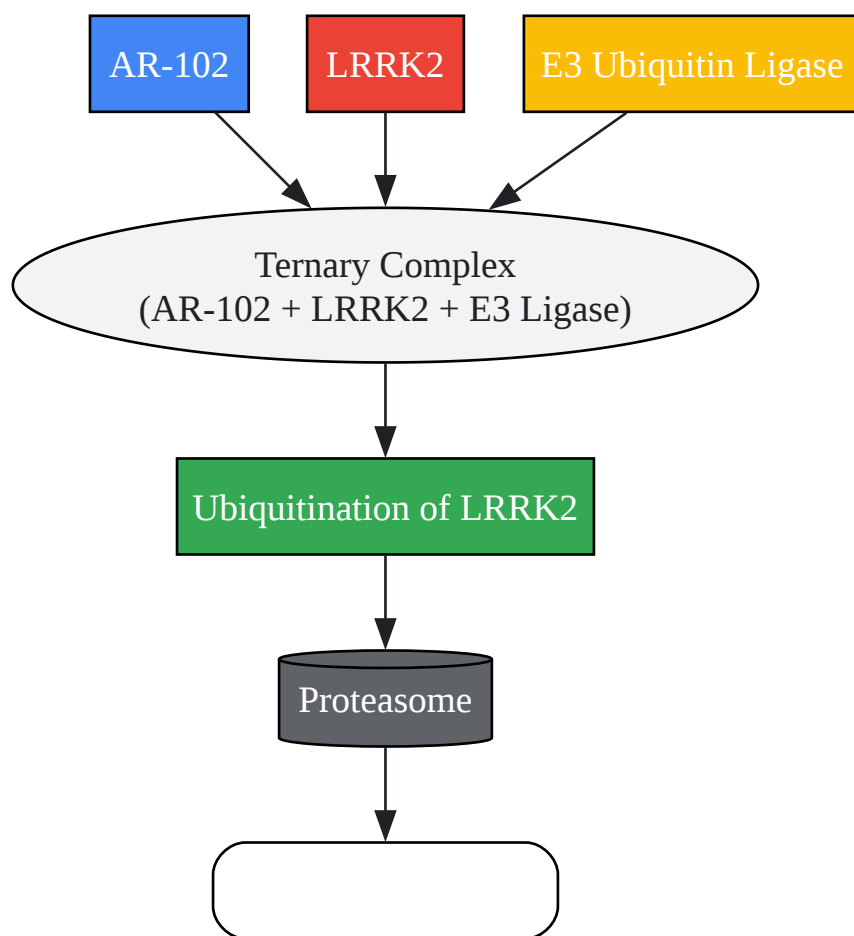 AR-102
LRRK2
E3 Ubiquitin Ligase
Ternary Complex
(AR-102 + LRRK2 + E3 Ligase)
Ubiquitination of LRRK2
Proteasome